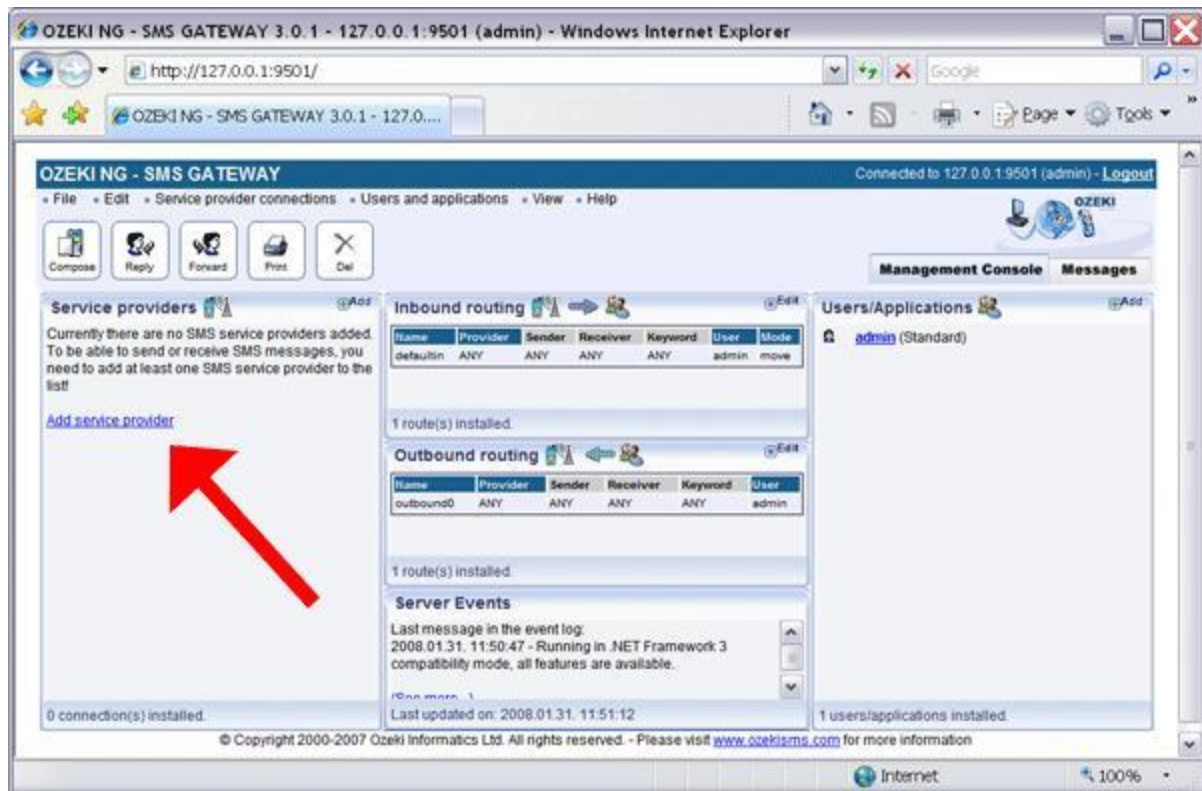 OZEKI NG - SMS GATEWAY 3.0.1 - 127.0.0.1:9501 (admin) - Windows Internet Explorer
http://127.0.0.1:9501/
Google
OZEKI NG - SMS GATEWAY 3.0.1 - 127.0....
Page
Tools
OZEKI NG - SMS GATEWAY
Connected to 127.0.0.1:9501 (admin) - Logout
File Edit Service provider connections Users and applications View Help
OZEKI
Compose Reply Forward Print Del
Management Console Messages
Service providers Add
Currently there are no SMS service providers added.
To be able to send or receive SMS messages, you
need to add at least one SMS service provider to the
list!
Add service provider
0 connection(s) installed.
Inbound routing Edit
Name Provider Sender Receiver Keyword User Mode
defaultin ANY ANY ANY ANY admin move
1 route(s) installed.
Outbound routing Edit
Name Provider Sender Receiver Keyword User
outbound0 ANY ANY ANY ANY admin
1 route(s) installed.
Server Events
Last message in the event log:
2008.01.31. 11:50:47 - Running in .NET Framework 3
compatibility mode, all features are available.
(See more...)
Last updated on: 2008.01.31. 11:51:12
Users/Applications Add
admin (Standard)
1 users/applications installed.
© Copyright 2000-2007 Ozeki Informatics Ltd. All rights reserved. - Please visit www.ozekisms.com for more information
Internet
100%